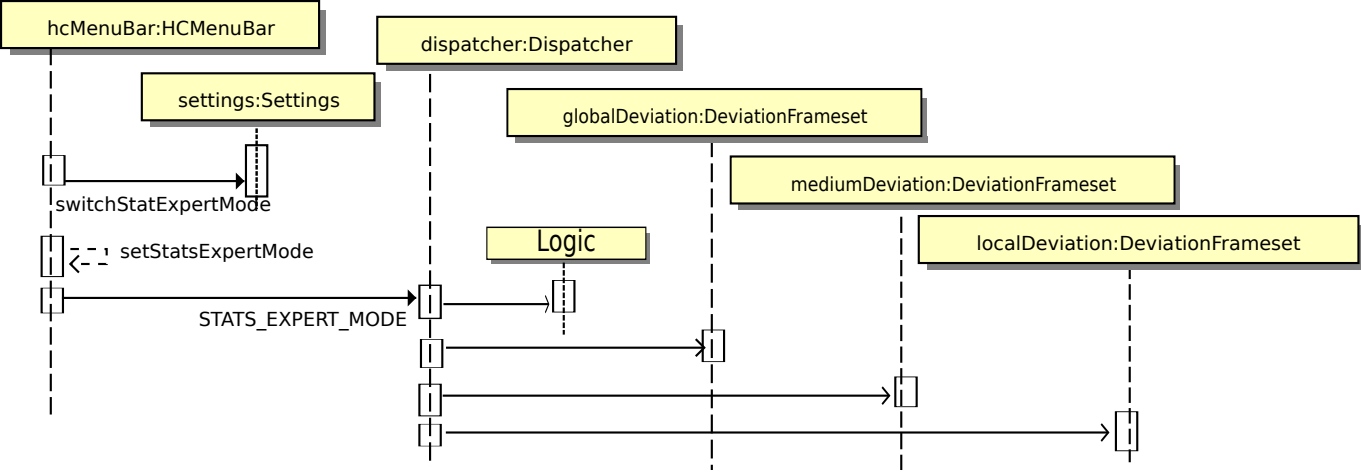 hcMenuBar:HCMenuBar
dispatcher:Dispatcher
settings:Settings
globalDeviation:DeviationFrameset
mediumDeviation:DeviationFrameset
switchStatExpertMode
localDeviation:DeviationFrameset
setStatsExpertMode
Logic
STATS_EXPERT_MODE